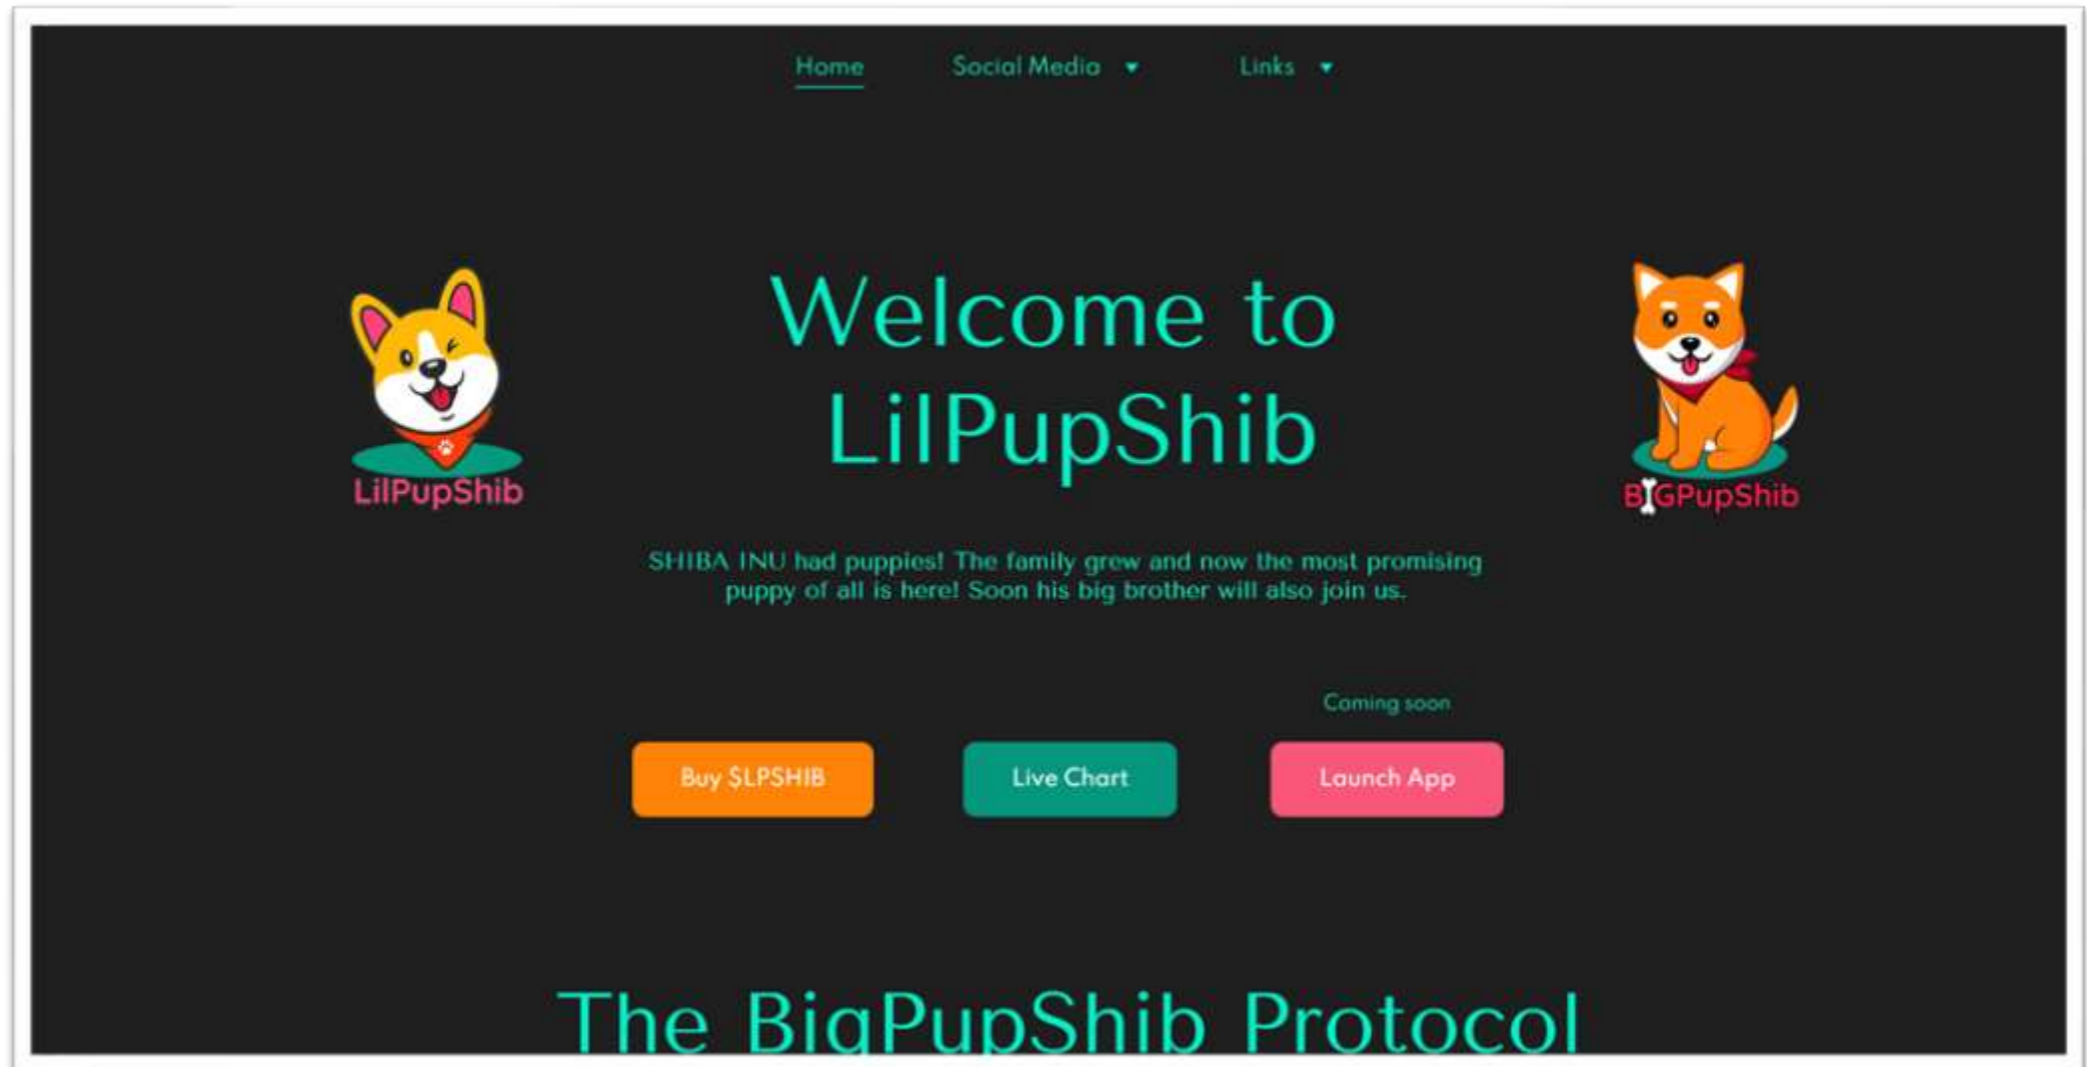 Home
Social Media
Links
Welcome to
LilPupShib
LilPupShib
BIGPupShib
SHIBA INU had puppies! The family grew and now the most promising
puppy of all is here! Soon his big brother will also join us.
Coming soon
Buy $LPSHIB
Live Chart
Launch App
The BigPupShib Protocol